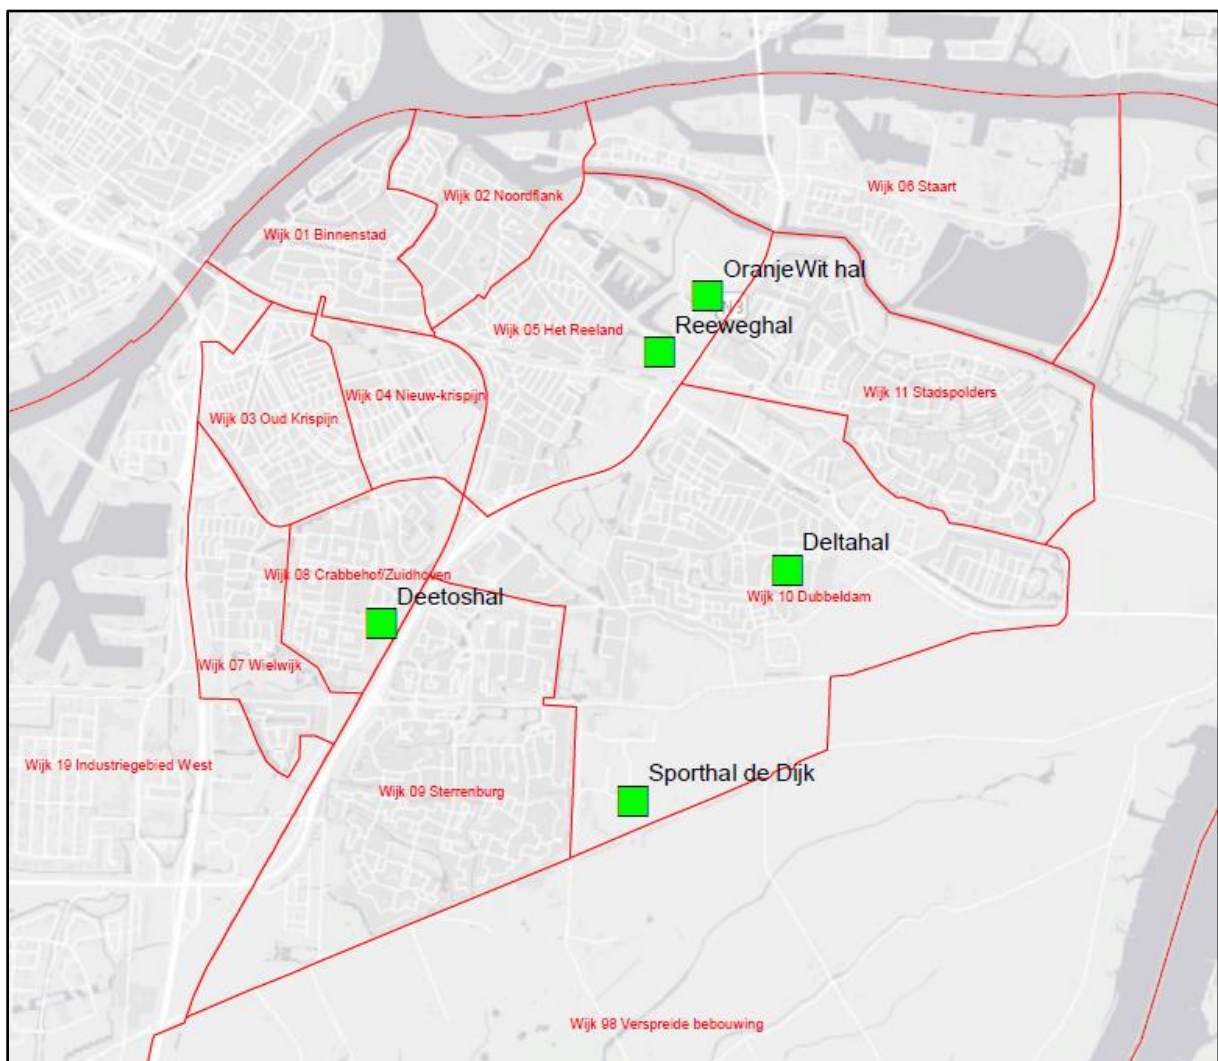 Wijk 06 Staart
Wijk 02 Noordflank
Wijk 01 Binnenstad
OranjeWit hal
Reeweghal
Wijk 05 Het Reeland
Wijk 11 Stadspolders
Wijk 04 Nieuw-krispijn
Wijk 03 Oud Krispijn
Deltahal
Wijk 08 Crabbehof/Zuidhoven
Deetoshal
Wijk 10 Dubbeldam
Wijk 07 Wielwijk
Wijk 19 Industriegebied West
Sporthal de Dijk
Wijk 09 Sterrenburg
Wijk 98 Verspreide bebouwing